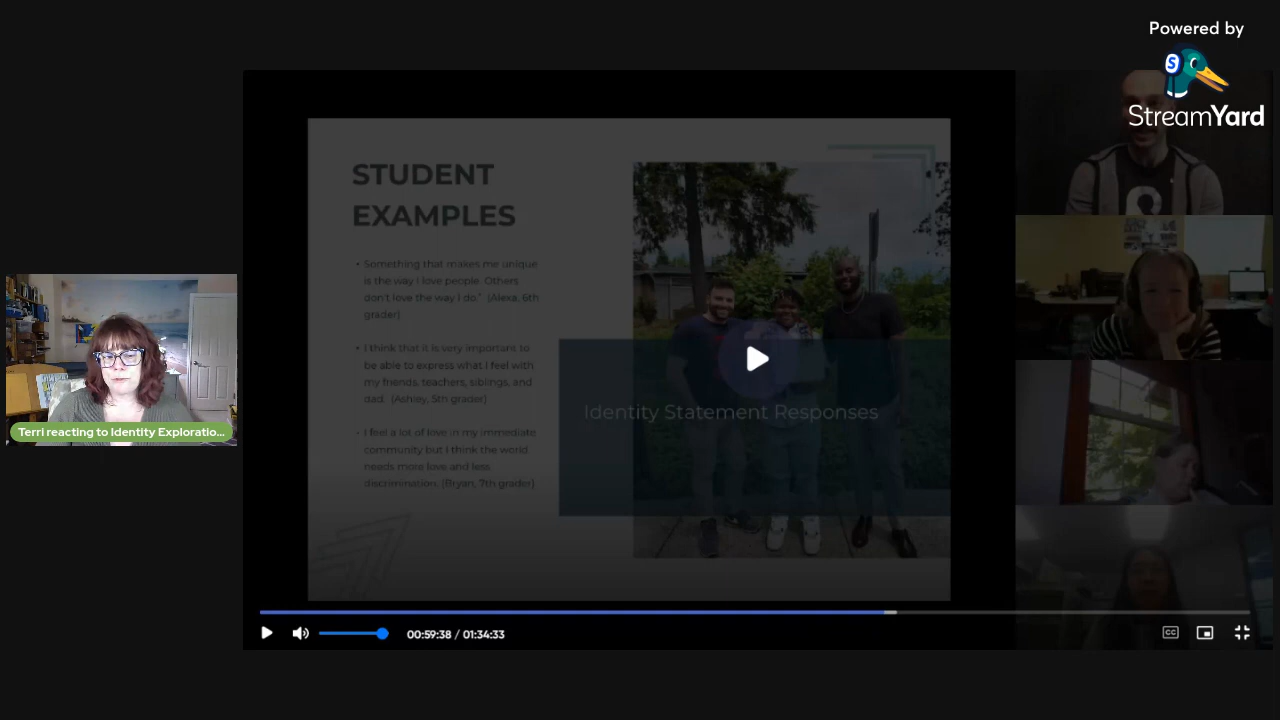 Powered by
StreamYard
STUDENT
EXAMPLES
• Something that makes me unique
is the way I love people. Others
don't love the way I do." (Alexa, 6th
grader)
• I think that it is very important to
be able to express what I feel with
my friends, teachers, siblings, and
dad. (Ashley, 5th grader)
• I feel a lot of love in my immediate
community but I think the world
needs more love and less
discrimination. (Bryan, 7th grader)
Identity Statement Responses
Terri reacting to Identity Exploratio...
00:59:38 / 01:34:33
CC